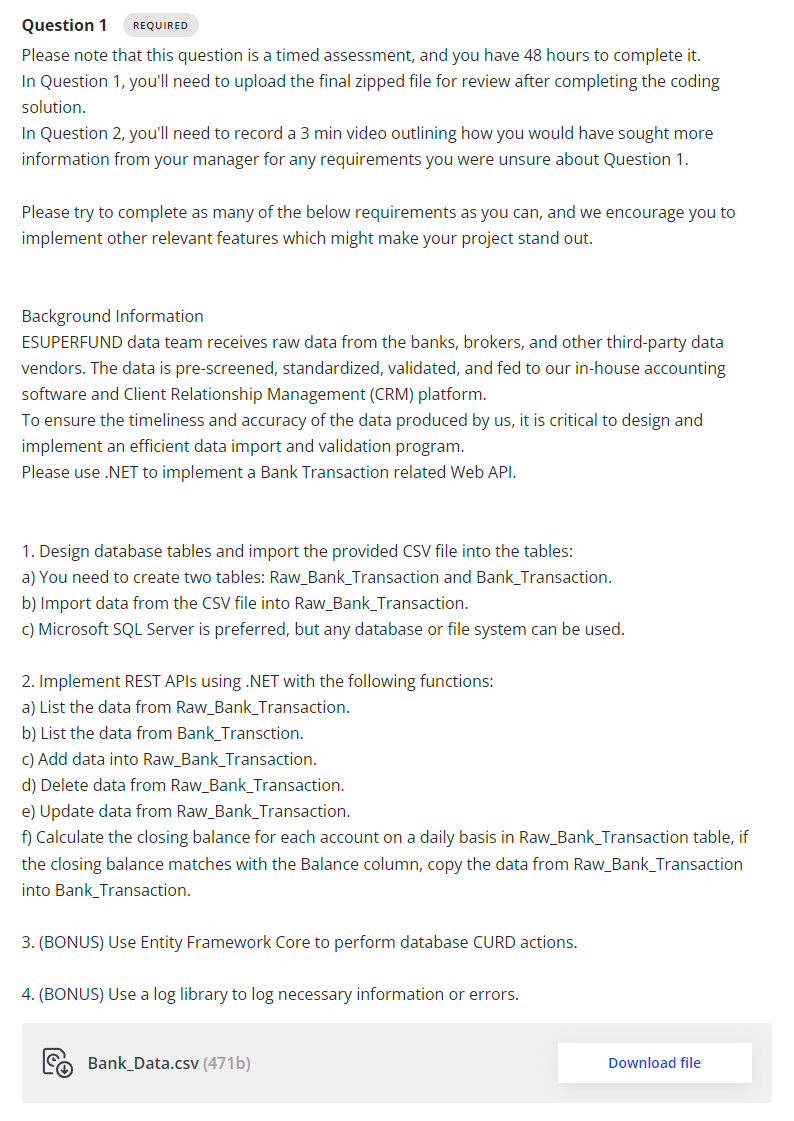 Question 1 REQUIRED
Please note that this question is a timed assessment, and you have 48 hours to complete it.
In Question 1, you'll need to upload the final zipped file for review after completing the coding
solution.
In Question 2, you'll need to record a 3 min video outlining how you would have sought more
information from your manager for any requirements you were unsure about Question 1.
Please try to complete as many of the below requirements as you can, and we encourage you to
implement other relevant features which might make your project stand out.
Background Information
ESUPERFUND data team receives raw data from the banks, brokers, and other third-party data
vendors. The data is pre-screened, standardized, validated, and fed to our in-house accounting
software and Client Relationship Management (CRM) platform.
To ensure the timeliness and accuracy of the data produced by us, it is critical to design and
implement an efficient data import and validation program.
Please use .NET to implement a Bank Transaction related Web API.
1. Design database tables and import the provided CSV file into the tables:
a) You need to create two tables: Raw_Bank_Transaction and Bank_Transaction.
b) Import data from the CSV file into Raw_Bank_Transaction.
c) Microsoft SQL Server is preferred, but any database or file system can be used.
2. Implement REST APIs using .NET with the following functions:
a) List the data from Raw_Bank_Transaction.
b) List the data from Bank_Transction.
c) Add data into Raw_Bank_Transaction.
d) Delete data from Raw_Bank_Transaction.
e) Update data from Raw_Bank_Transaction.
f) Calculate the closing balance for each account on a daily basis in Raw_Bank_Transaction table, if
the closing balance matches with the Balance column, copy the data from Raw_Bank_Transaction
into Bank_Transaction.
3. (BONUS) Use Entity Framework Core to perform database CURD actions.
4. (BONUS) Use a log library to log necessary information or errors.
Bank_Data.csv (471b) Download file